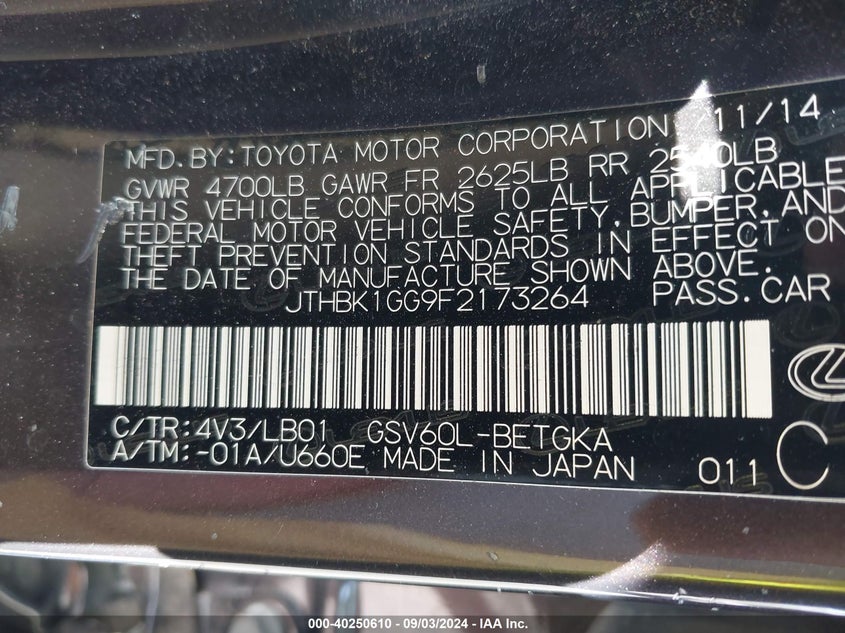 MFD.BY:TOYOTA MOTOR CORPORATION 11/14
GVWR 4700LB GAWR FR 2625LB RR LB
THIS VEHICLE CONFORMS TO ALL APPLICABLE
FEDERAL MOTOR VEHICLE SAFETY,BUMPER,AND
THEFT PREVENTION STANDARDS IN EFFECT ON
THE DATE OF MANUFACTURE SHOWN ABOVE.
JTHBK1GG9F2173264 PASS.CAR
C/TR:4V3/LB01 GSV60L-BETGKA
A/TM:-01A/U660E MADE IN JAPAN 011 C
000-40250610 - 09/03/2024 - IAA Inc.